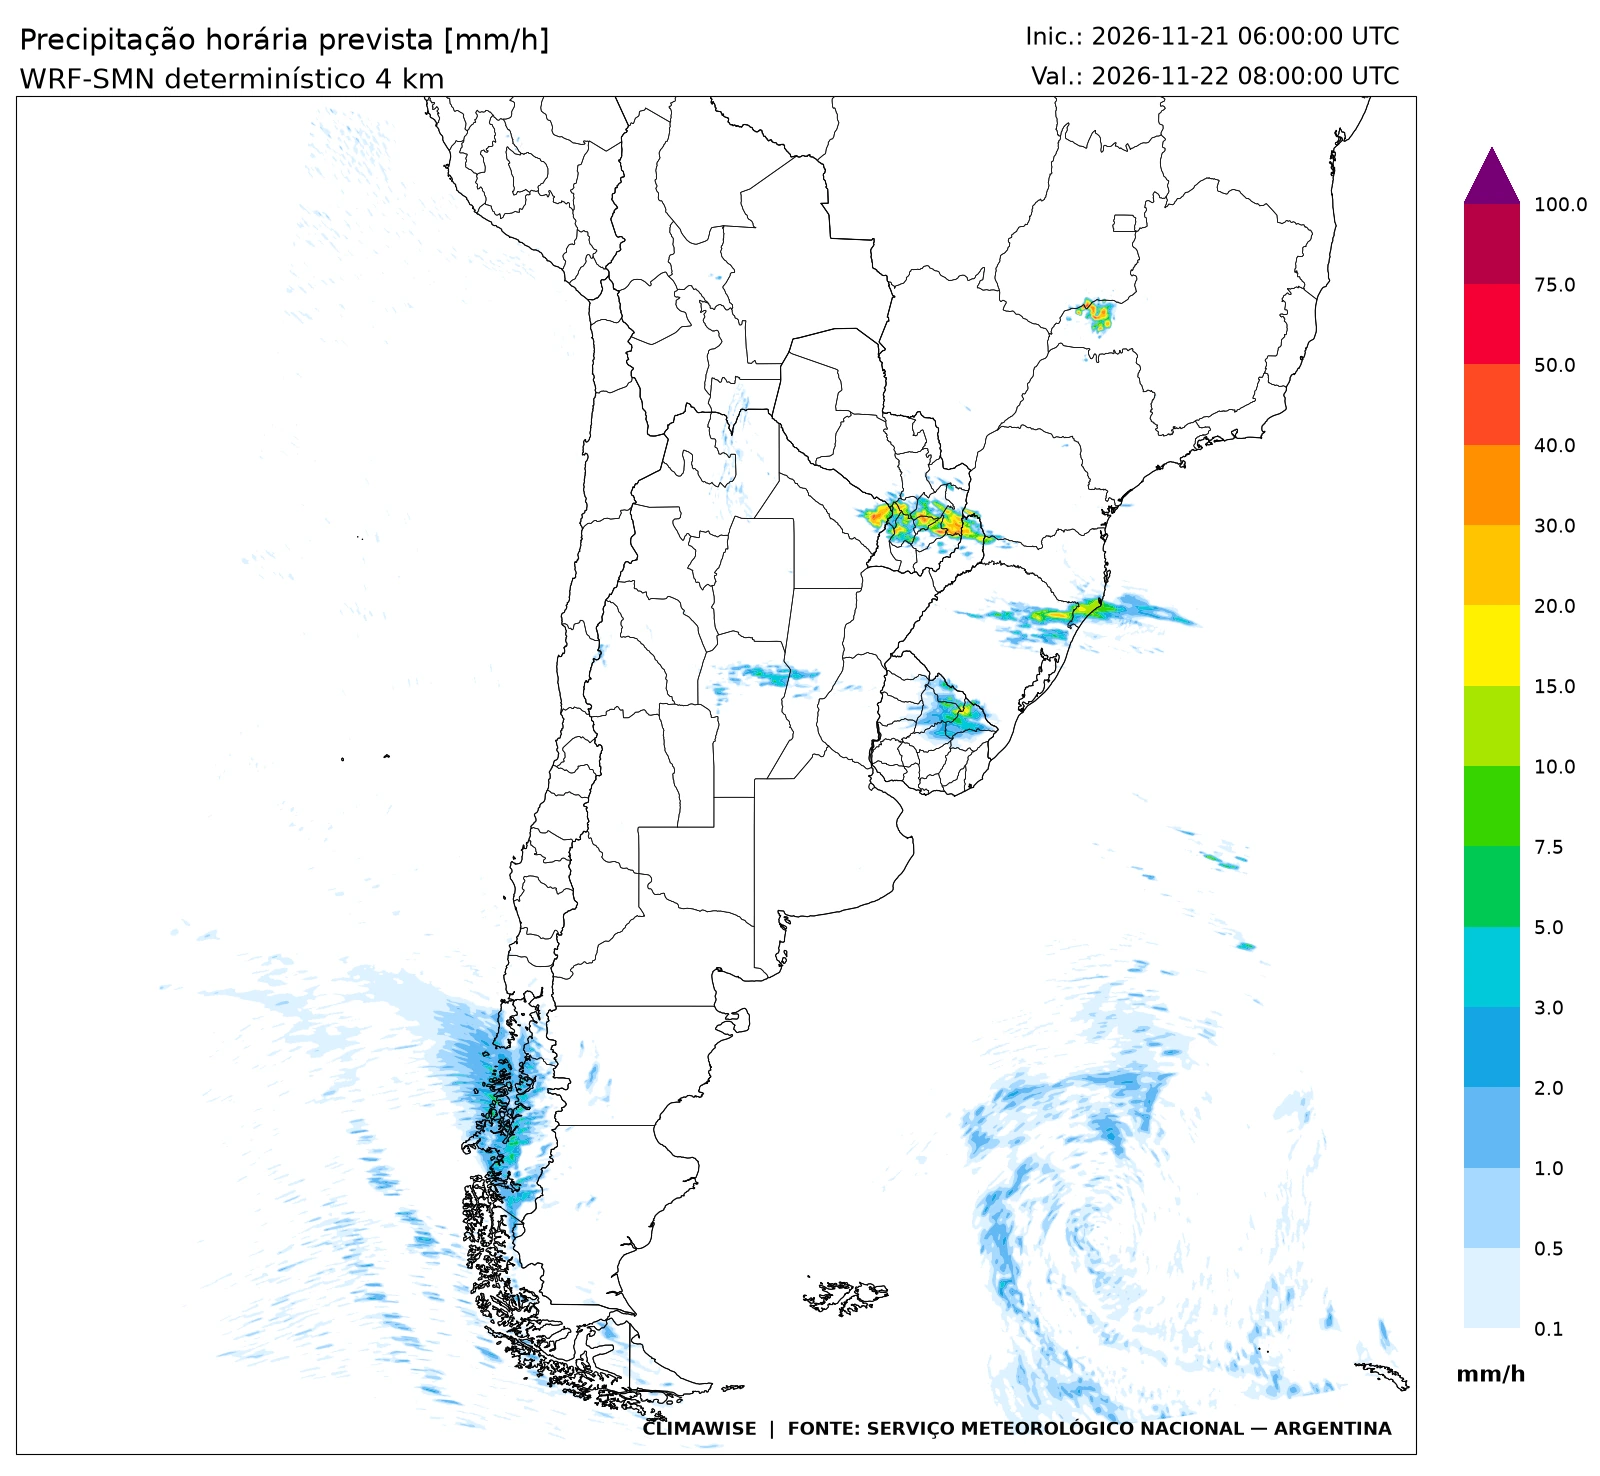 Precipitação horária prevista [mm/h]
WRF-SMN determinístico 4 km
Inic.: 2026-11-21 06:00:00 UTC
Val.: 2026-11-22 08:00:00 UTC
100.0
75.0
50.0
40.0
30.0
20.0
15.0
10.0
7.5
5.0
3.0
2.0
1.0
0.5
0.1
mm/h
CLIMAWISE | FONTE: SERVIÇO METEOROLÓGICO NACIONAL — ARGENTINA